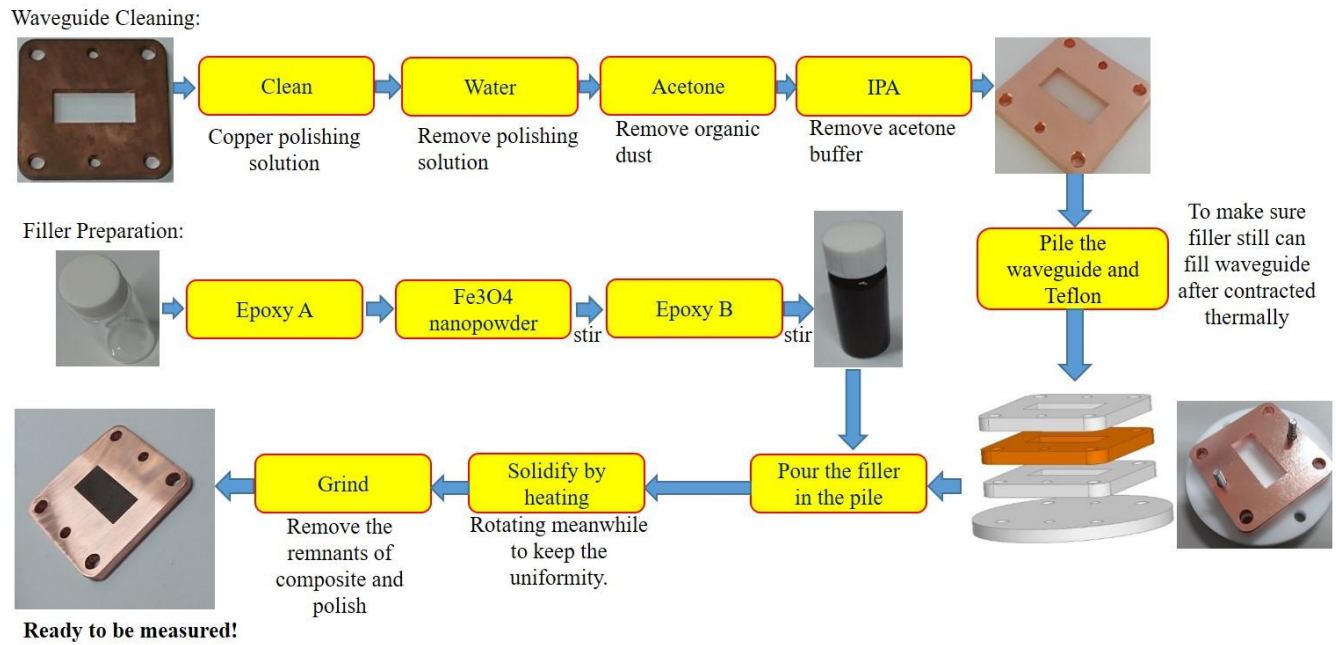 Waveguide Cleaning:
Clean
Water
Acetone
IPA
Copper polishing
solution
Remove polishing
solution
Remove organic
dust
Remove acetone
buffer
Filler Preparation:
Epoxy A
Fe3O4
nanopowder
stir
Epoxy B
stir
Pile the
waveguide and
Teflon
To make sure
filler still can
fill waveguide
after contracted
thermally
Pour the filler
in the pile
Solidify by
heating
Rotating meanwhile
to keep the
uniformity.
Grind
Remove the
remnants of
composite and
polish
Ready to be measured!